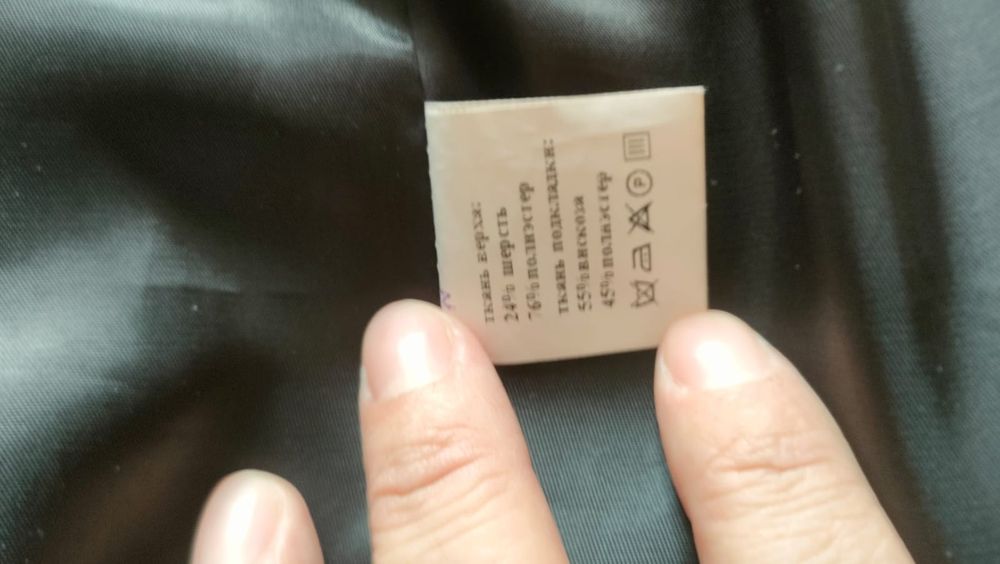 ткань верха:
24% шерсть
76% полиэстер
ткань подкладки:
55% вискоза
45% полиэстер
P